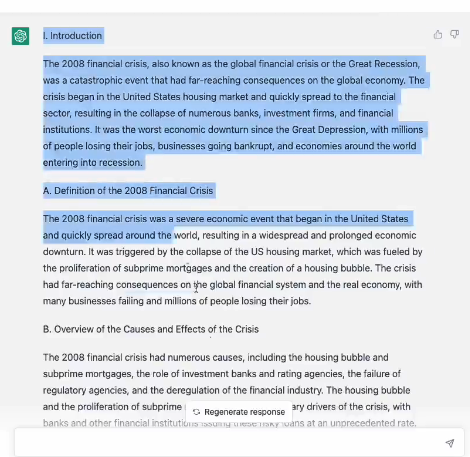 I. Introduction
The 2008 financial crisis, also known as the global financial crisis or the Great Recession,
was a catastrophic event that had far-reaching consequences on the global economy. The
crisis began in the United States housing market and quickly spread to the financial
sector, resulting in the collapse of numerous banks, investment firms, and financial
institutions. It was the worst economic downturn since the Great Depression, with millions
of people losing their jobs, businesses going bankrupt, and economies around the world
entering into recession.
A. Definition of the 2008 Financial Crisis
The 2008 financial crisis was a severe economic event that began in the United States
and quickly spread around the world, resulting in a widespread and prolonged economic
downturn. It was triggered by the collapse of the US housing market, which was fueled by
the proliferation of subprime mortgages and the creation of a housing bubble. The crisis
had far-reaching consequences on the global financial system and the real economy, with
many businesses failing and millions of people losing their jobs.
B. Overview of the Causes and Effects of the Crisis
The 2008 financial crisis had numerous causes, including the housing bubble and
subprime mortgages, the role of investment banks and rating agencies, the failure of
regulatory agencies, and the deregulation of the financial industry. The housing bubble
and the proliferation of subprime drivers of the crisis, with
Regenerate response
banks and other financial institutions issuing these risky loans at an unprecedented rate.